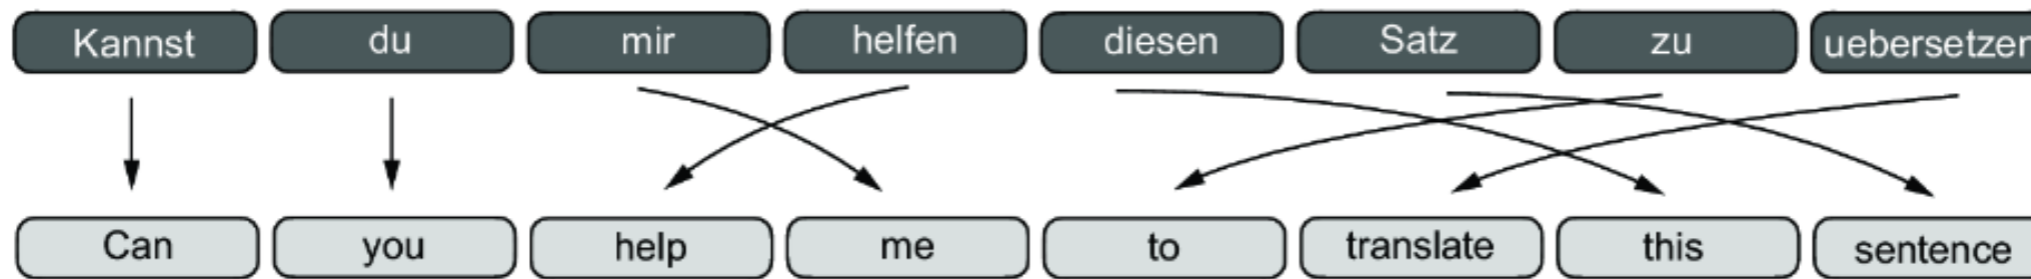 Kannst du mir helfen diesen Satz zu uebersetzen
Can you help me to translate this sentence